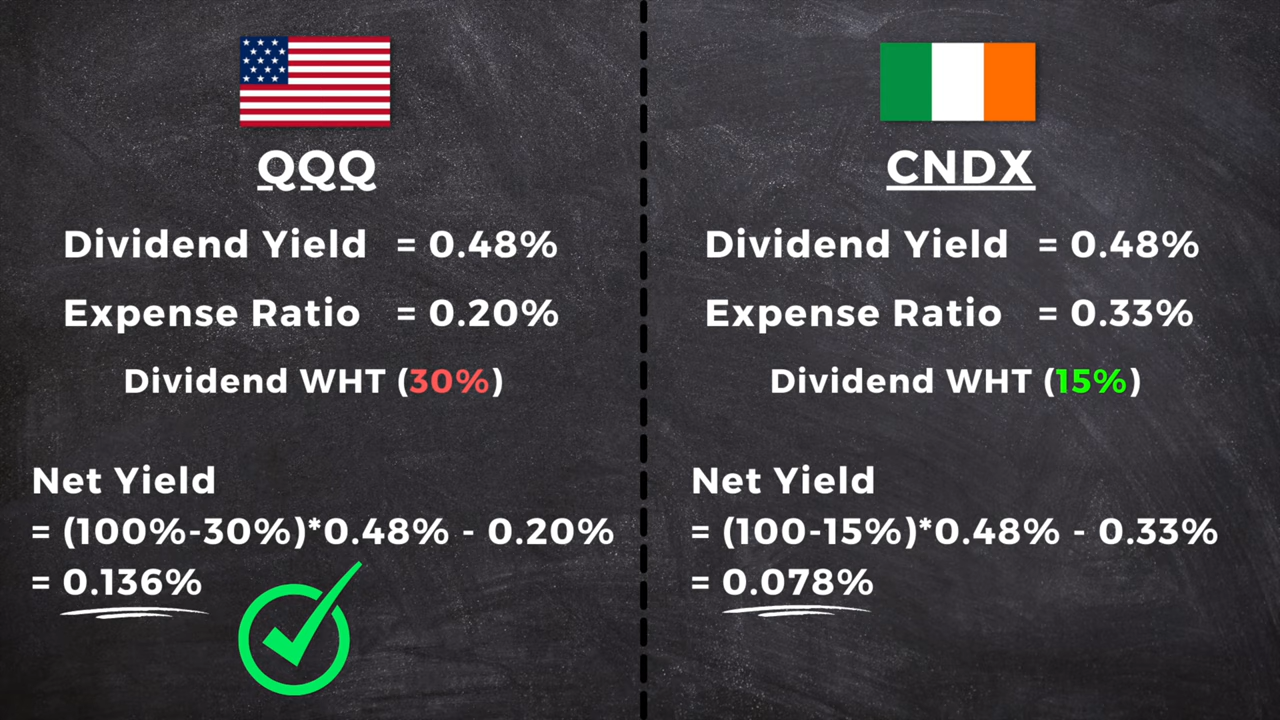 QQQ
Dividend Yield = 0.48%
Expense Ratio = 0.20%
Dividend WHT (30%)
Net Yield
= (100%-30%)*0.48% - 0.20%
= 0.136%
CNDX
Dividend Yield = 0.48%
Expense Ratio = 0.33%
Dividend WHT (15%)
Net Yield
= (100-15%)*0.48% - 0.33%
= 0.078%